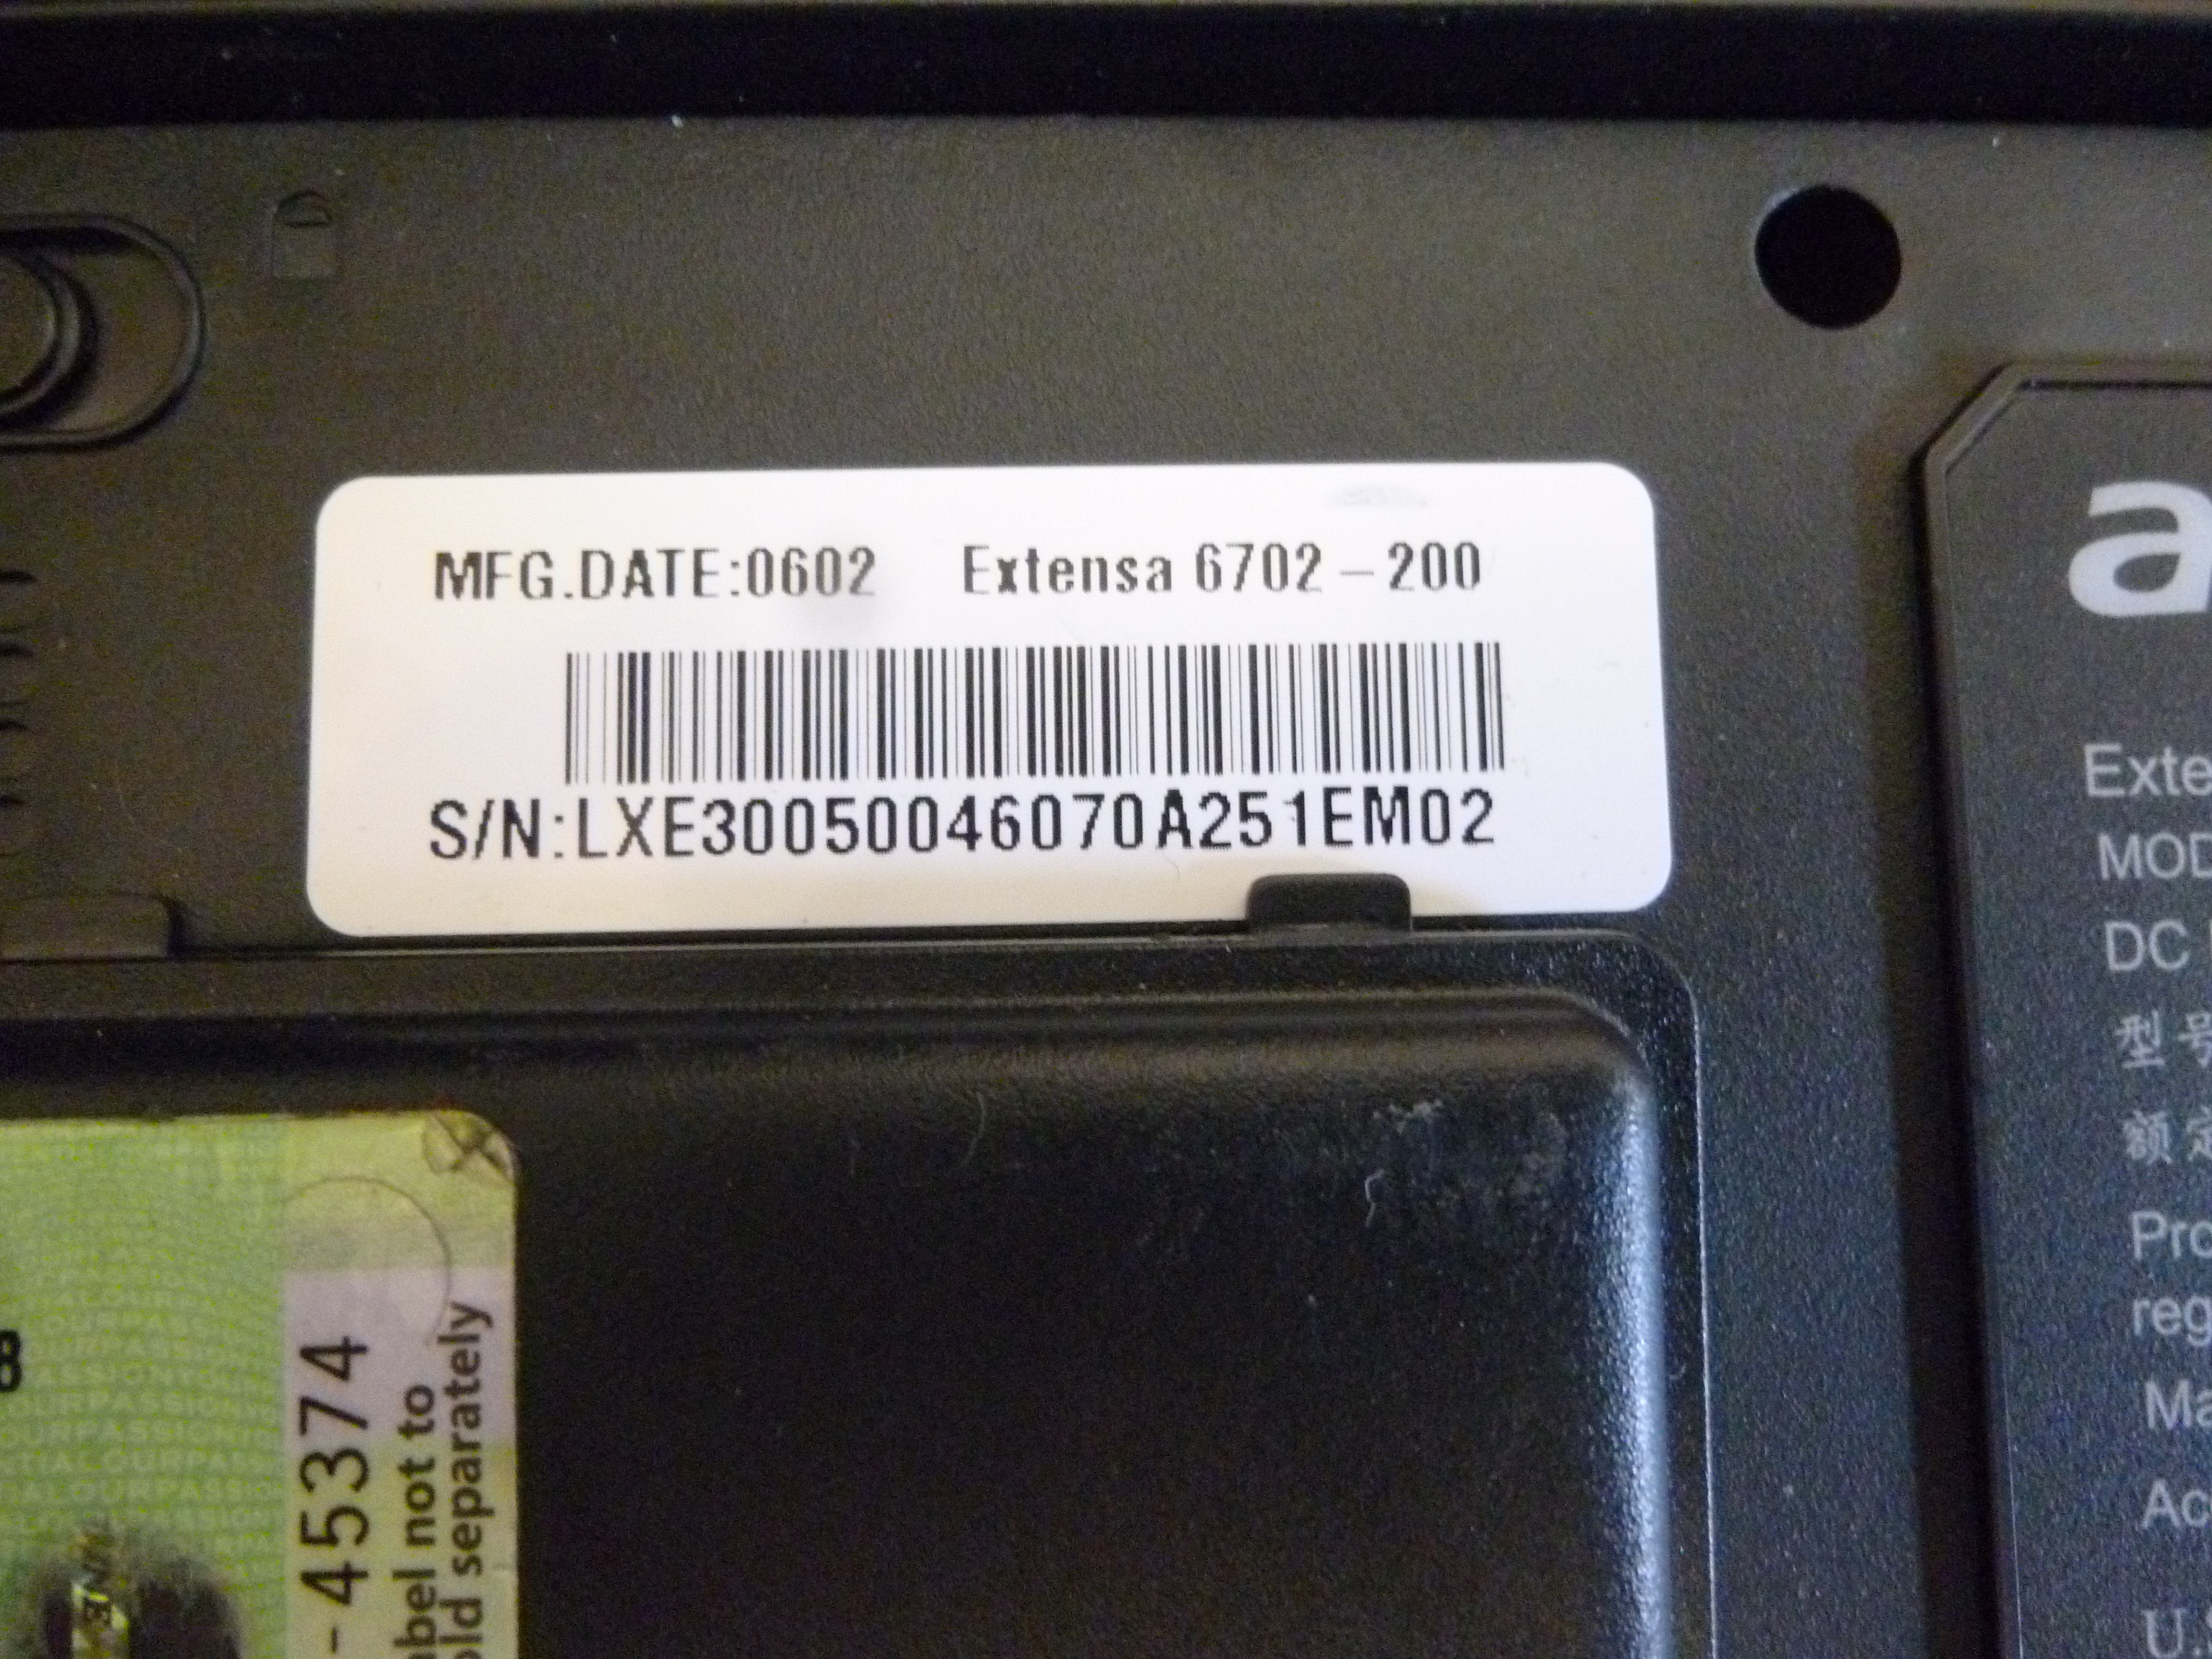 MFG.DATE:0602 Extensa 6702-200
S/N:LXE30050046070A251EM02
a
Exte
MOD
DC
型号
额定
Pro
reg
Ma
Ac
U.
8
-45374
abel not to
old separately